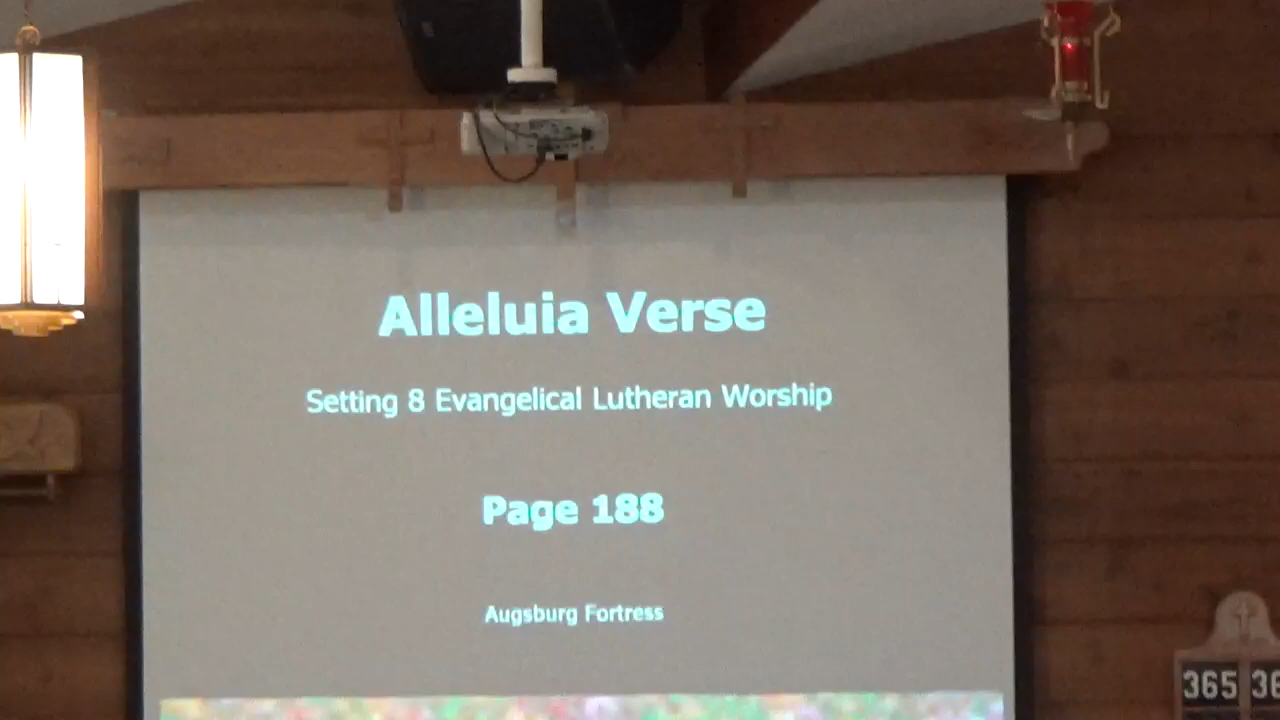 Alleluia Verse
Setting 8 Evangelical Lutheran Worship
Page 188
Augsburg Fortress
365